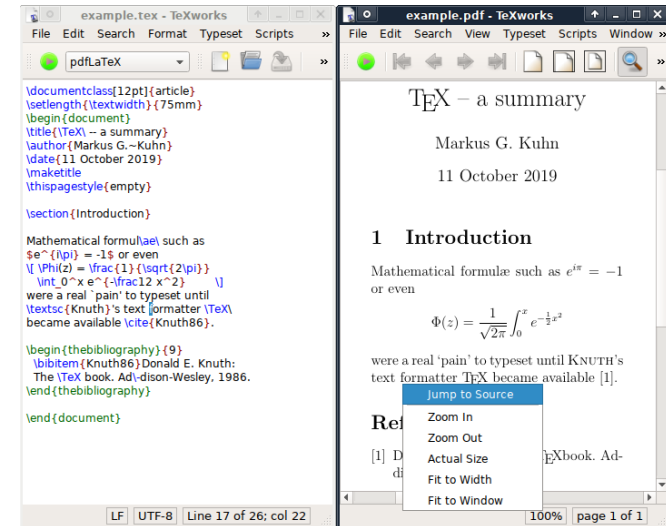 example.tex - TeXworks
File Edit Search Format Typeset Scripts »
pdfLaTeX »
\documentclass[12pt]{article}
\setlength{\textwidth}{75mm}
\begin{document}
\title{\TeX\ -- a summary}
\author{Markus G.~Kuhn}
\date{11 October 2019}
\maketitle
\thispagestyle{empty}
\section{Introduction}
Mathematical formul\ae\ such as
$e^{i\pi} = -1$ or even
\[ \Phi(z) = \frac{1}{\sqrt{2\pi}}
\int_0^x e^{-\frac12 x^2} \]
were a real `pain' to typeset until
\textsc{Knuth}'s text formatter \TeX\
became available \cite{Knuth86}.
\begin{thebibliography}{9}
\bibitem{Knuth86}Donald E. Knuth:
The \TeX book. Ad\-dison-Wesley, 1986.
\end{thebibliography}
\end{document}
LF UTF-8 Line 17 of 26; col 22
example.pdf - TeXworks
File Edit Search View Typeset Scripts Window »
»
TEX – a summary
Markus G. Kuhn
11 October 2019
1 Introduction
Mathematical formulæ such as e^{iπ} = −1
or even
Φ(z) = 1/√2π ∫_0^x e^{−1/2 x^2}
were a real ‘pain’ to typeset until KNUTH’s
text formatter TEX became available [1].
Jump to Source
Zoom In
Zoom Out
Actual Size
Fit to Width
Fit to Window
Ref
[1] D EXbook. Ad-
di
100% page 1 of 1